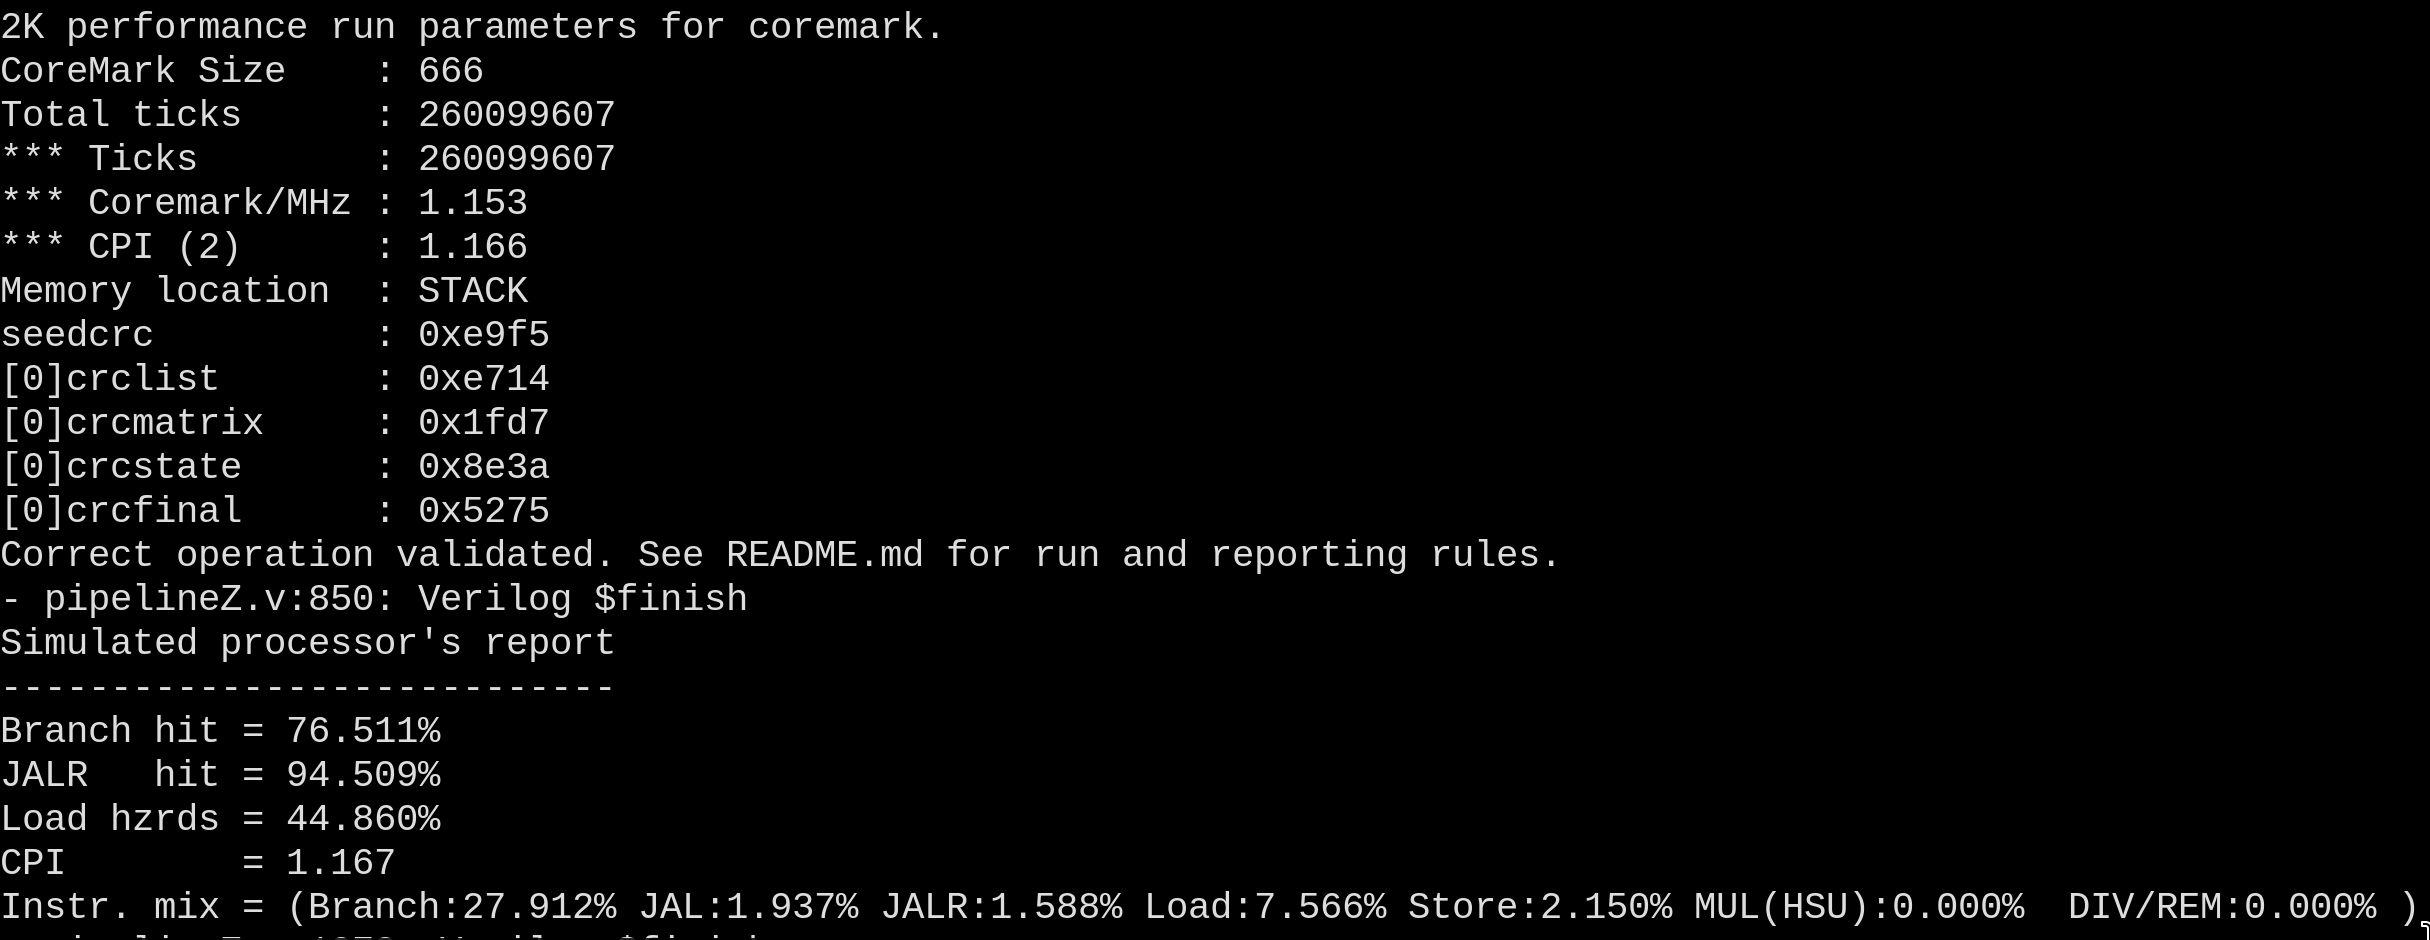 2K performance run parameters for coremark.
CoreMark Size    : 666
Total ticks      : 260099607
*** Ticks        : 260099607
*** Coremark/MHz : 1.153
*** CPI (2)      : 1.166
Memory location  : STACK
seedcrc          : 0xe9f5
[0]crclist       : 0xe714
[0]crcmatrix     : 0x1fd7
[0]crcstate      : 0x8e3a
[0]crcfinal      : 0x5275
Correct operation validated. See README.md for run and reporting rules.
- pipelineZ.v:850: Verilog $finish
Simulated processor's report
----------------------------
Branch hit = 76.511%
JALR   hit = 94.509%
Load hzrds = 44.860%
CPI        = 1.167
Instr. mix = (Branch:27.912% JAL:1.937% JALR:1.588% Load:7.566% Store:2.150% MUL(HSU):0.000%  DIV/REM:0.000% )